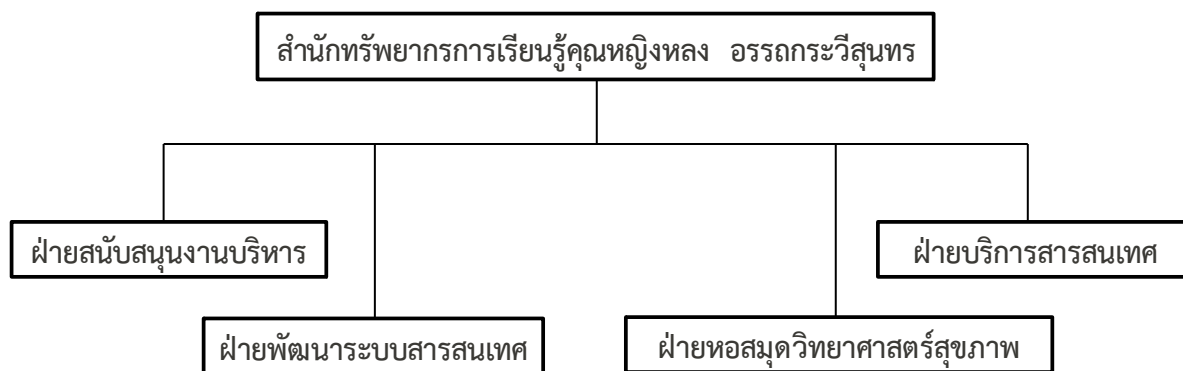 สำนักทรัพยากรการเรียนรู้คุณหญิงหลง อรรถกระวีสุนทร
ฝ่ายสนับสนุนงานบริหาร
ฝ่ายบริการสารสนเทศ
ฝ่ายพัฒนาระบบสารสนเทศ
ฝ่ายหอสมุดวิทยาศาสตร์สุขภาพ